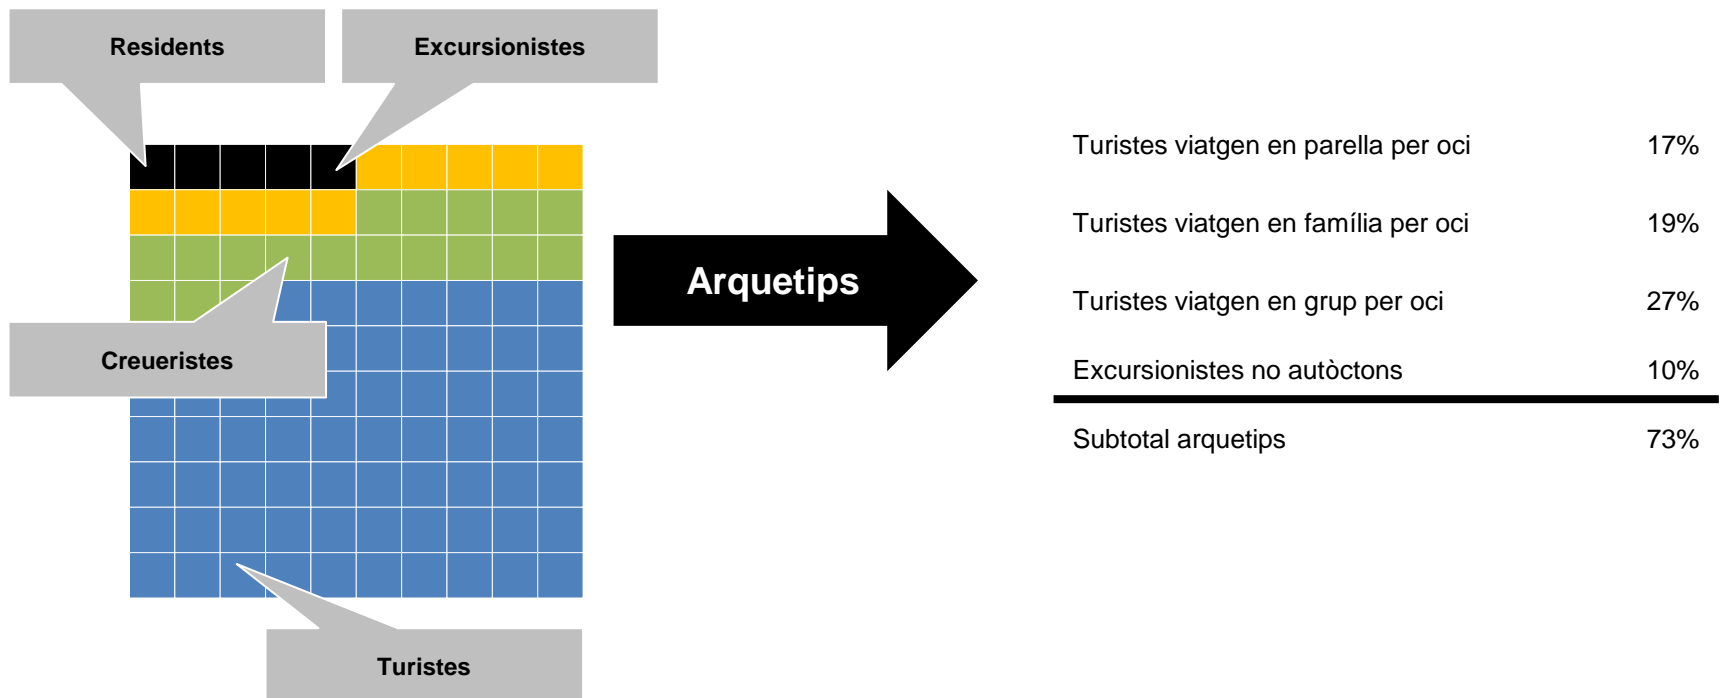 Residents
Excursionistes
Creueristes
Turistes
Arquetips
Turistes viatgen en parella per oci 17%
Turistes viatgen en família per oci 19%
Turistes viatgen en grup per oci 27%
Excursionistes no autòctons 10%
Subtotal arquetips 73%